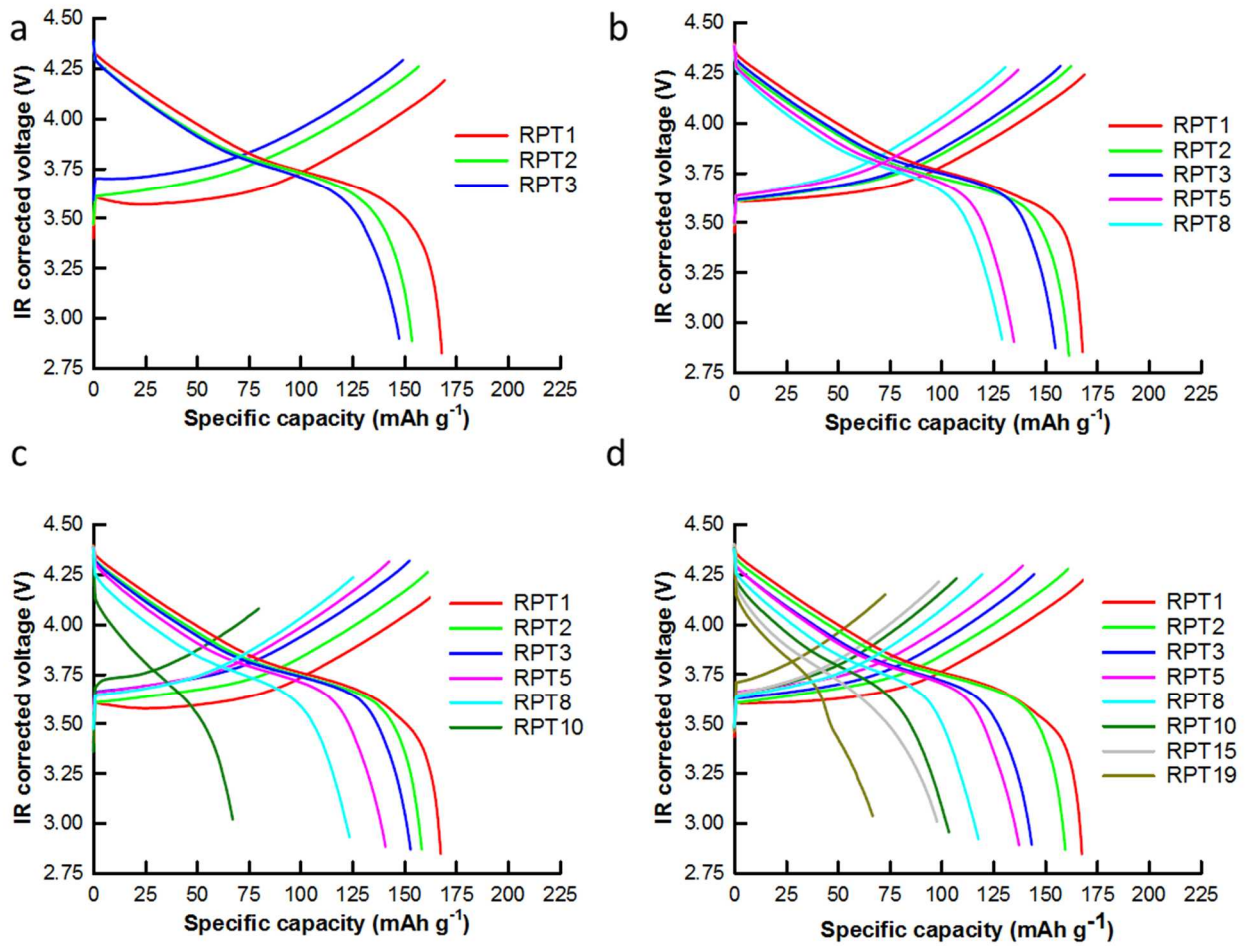 a
4.50
4.25
4.00
3.75
3.50
3.25
3.00
2.75
IR corrected voltage (V)
0 25 50 75 100 125 150 175 200 225
Specific capacity (mAh g⁻¹)
RPT1
RPT2
RPT3
b
4.50
4.25
4.00
3.75
3.50
3.25
3.00
2.75
IR corrected voltage (V)
0 25 50 75 100 125 150 175 200 225
Specific capacity (mAh g⁻¹)
RPT1
RPT2
RPT3
RPT5
RPT8
c
4.50
4.25
4.00
3.75
3.50
3.25
3.00
2.75
IR corrected voltage (V)
0 25 50 75 100 125 150 175 200 225
Specific capacity (mAh g⁻¹)
RPT1
RPT2
RPT3
RPT5
RPT8
RPT10
d
4.50
4.25
4.00
3.75
3.50
3.25
3.00
2.75
IR corrected voltage (V)
0 25 50 75 100 125 150 175 200 225
Specific capacity (mAh g⁻¹)
RPT1
RPT2
RPT3
RPT5
RPT8
RPT10
RPT15
RPT19